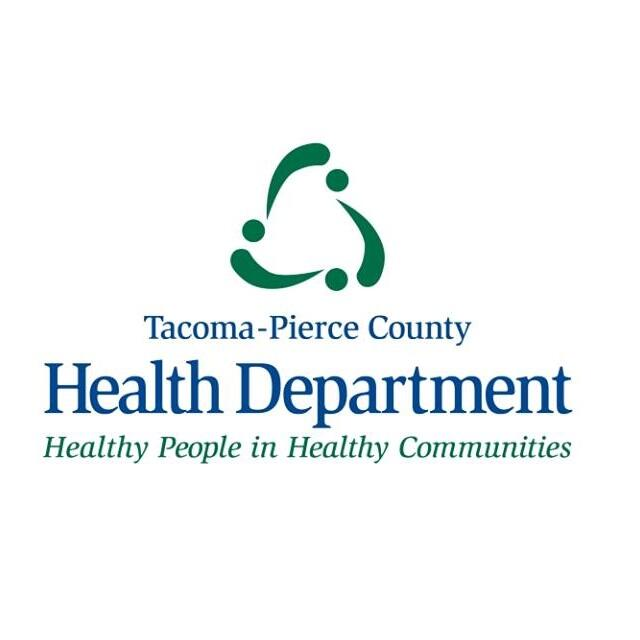 Tacoma-Pierce County
Health Department
Healthy People in Healthy Communities